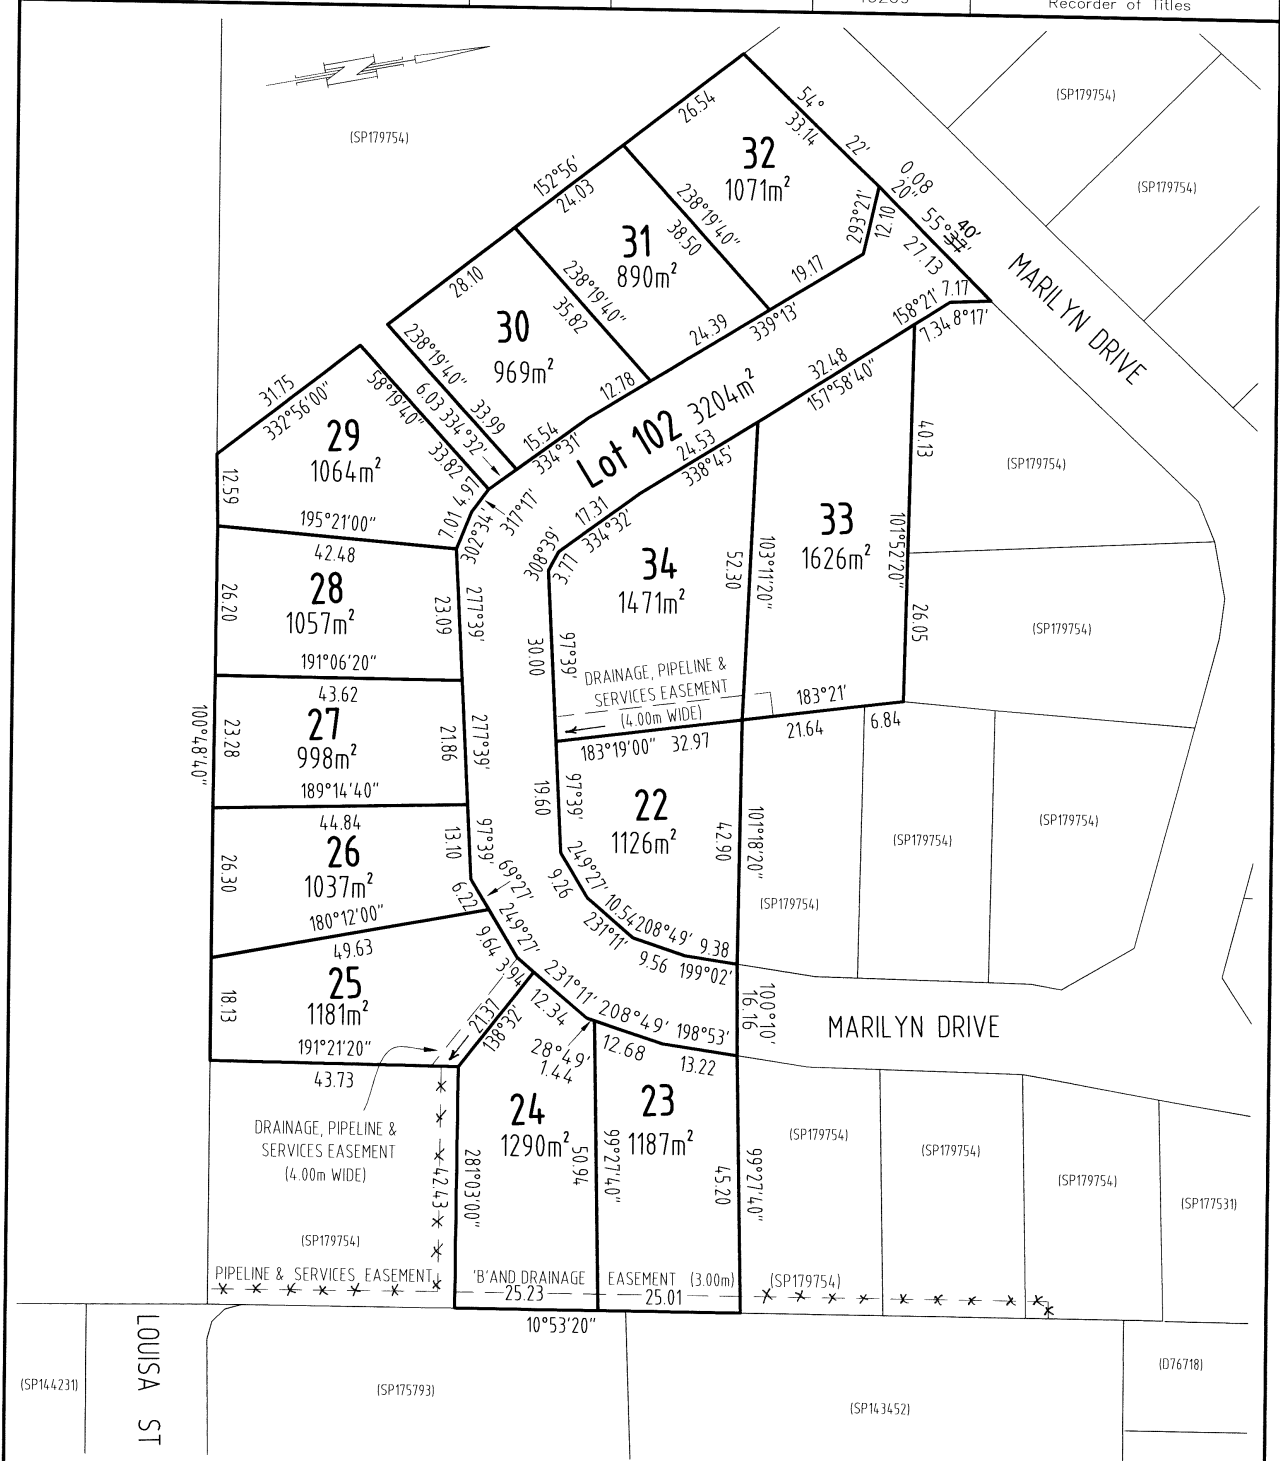 Recorder of Titles
N
(SP179754)
(SP179754)
(SP179754)
26.54
54°
33.14
22'
0.08
20"
55°37'
40'
27.13
32
1071m²
152°56'
24.03
238°19'40"
38.50
293°21'
12.10
MARILYN DRIVE
31
890m²
19.17
28.10
238°19'40"
35.82
24.39
339°13'
158°21'
7.17
7.34
8°17'
30
969m²
238°19'40"
33.99
12.78
32.48
157°58'40"
31.75
332°56'00"
58°19'40"
33.82
6.03
334°32'
15.54
334°31'
Lot 102
3204m²
24.53
338°45'
29
1064m²
12.59
4.97
7.01
302°34'
317°17'
40.13
(SP179754)
195°21'00"
42.48
17.31
334°32'
308°39'
3.71
33
1626m²
101°52'20"
28
1057m²
26.20
23.09
277°39'
34
1471m²
52.30
103°11'20"
26.05
(SP179754)
191°06'20"
43.62
30.00
97°39'
DRAINAGE, PIPELINE &
SERVICES EASEMENT
(4.00m WIDE)
183°21'
21.64
6.84
27
998m²
100°48'40"
23.28
21.86
277°39'
183°19'00"
32.97
189°14'40"
44.84
19.60
97°39'
22
1126m²
42.90
101°18'20"
(SP179754)
(SP179754)
(SP179754)
26
1037m²
26.30
13.10
97°39'
6.22
69°27'
249°27'
9.26
180°12'00"
49.63
249°27'
9.64
3.94
10.54
231°11'
208°49'
9.56
9.38
199°02'
25
1181m²
18.13
21.37
138°32'
231°11'
12.34
208°49'
12.68
198°53'
13.22
100°10'
16.16
MARILYN DRIVE
191°21'20"
43.73
28°49'
1.44
24
1290m²
23
1187m²
DRAINAGE, PIPELINE &
SERVICES EASEMENT
(4.00m WIDE)
42.43
281°03'00"
50.94
99°27'40"
45.20
99°27'40"
(SP179754)
(SP179754)
(SP179754)
(SP177531)
(SP179754)
PIPELINE & SERVICES EASEMENT
'B' AND DRAINAGE
EASEMENT (3.00m)
(SP179754)
25.23
25.01
10°53'20"
LOUISA ST
(SP144231)
(SP175793)
(SP143452)
(D76718)